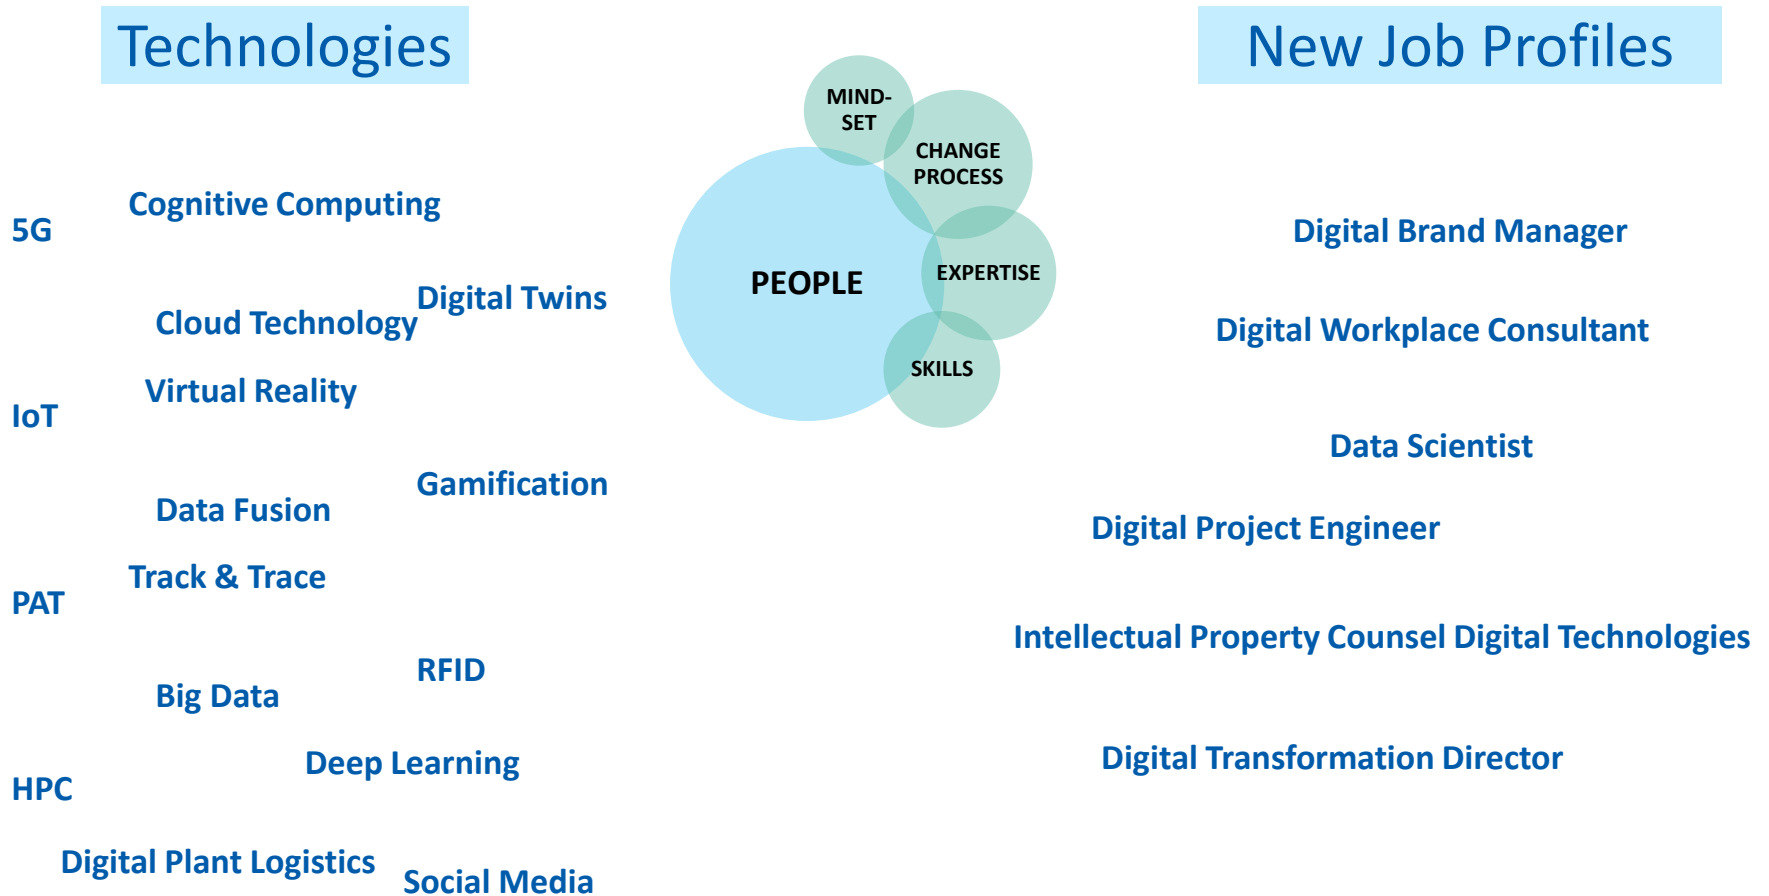 Technologies
5G
Cognitive Computing
Digital Twins
Cloud Technology
Virtual Reality
IoT
Gamification
Data Fusion
Track & Trace
PAT
RFID
Big Data
Deep Learning
HPC
Digital Plant Logistics
Social Media
MIND-
SET
CHANGE
PROCESS
PEOPLE
EXPERTISE
SKILLS
New Job Profiles
Digital Brand Manager
Digital Workplace Consultant
Data Scientist
Digital Project Engineer
Intellectual Property Counsel Digital Technologies
Digital Transformation Director